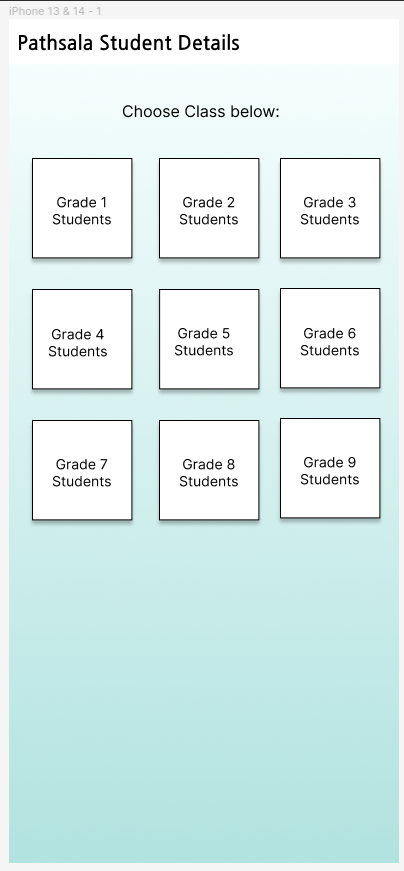 iPhone 13 & 14 - 1
Pathsala Student Details
Choose Class below:
Grade 1
Students
Grade 2
Students
Grade 3
Students
Grade 4
Students
Grade 5
Students
Grade 6
Students
Grade 7
Students
Grade 8
Students
Grade 9
Students